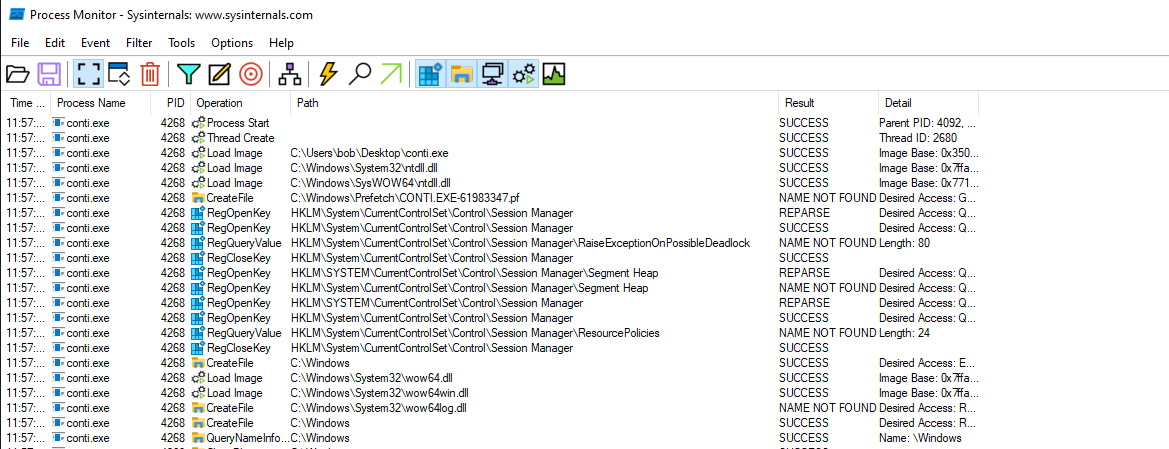 Process Monitor - Sysinternals: www.sysinternals.com
File Edit Event Filter Tools Options Help
Time ... Process Name PID Operation Path Result Detail
11:57:... conti.exe 4268 Process Start SUCCESS Parent PID: 4092, ...
11:57:... conti.exe 4268 Thread Create SUCCESS Thread ID: 2680
11:57:... conti.exe 4268 Load Image C:\Users\bob\Desktop\conti.exe SUCCESS Image Base: 0x350...
11:57:... conti.exe 4268 Load Image C:\Windows\System32\ntdll.dll SUCCESS Image Base: 0x7ffa...
11:57:... conti.exe 4268 Load Image C:\Windows\SysWOW64\ntdll.dll SUCCESS Image Base: 0x771...
11:57:... conti.exe 4268 CreateFile C:\Windows\Prefetch\CONTI.EXE-61983347.pf NAME NOT FOUND Desired Access: G...
11:57:... conti.exe 4268 RegOpenKey HKLM\System\CurrentControlSet\Control\Session Manager REPARSE Desired Access: Q...
11:57:... conti.exe 4268 RegOpenKey HKLM\System\CurrentControlSet\Control\Session Manager SUCCESS Desired Access: Q...
11:57:... conti.exe 4268 RegQueryValue HKLM\System\CurrentControlSet\Control\Session Manager\RaiseExceptionOnPossibleDeadlock NAME NOT FOUND Length: 80
11:57:... conti.exe 4268 RegCloseKey HKLM\System\CurrentControlSet\Control\Session Manager SUCCESS
11:57:... conti.exe 4268 RegOpenKey HKLM\SYSTEM\CurrentControlSet\Control\Session Manager\Segment Heap REPARSE Desired Access: Q...
11:57:... conti.exe 4268 RegOpenKey HKLM\System\CurrentControlSet\Control\Session Manager\Segment Heap NAME NOT FOUND Desired Access: Q...
11:57:... conti.exe 4268 RegOpenKey HKLM\SYSTEM\CurrentControlSet\Control\Session Manager REPARSE Desired Access: Q...
11:57:... conti.exe 4268 RegOpenKey HKLM\System\CurrentControlSet\Control\Session Manager SUCCESS Desired Access: Q...
11:57:... conti.exe 4268 RegQueryValue HKLM\System\CurrentControlSet\Control\Session Manager\ResourcePolicies NAME NOT FOUND Length: 24
11:57:... conti.exe 4268 RegCloseKey HKLM\System\CurrentControlSet\Control\Session Manager SUCCESS
11:57:... conti.exe 4268 CreateFile C:\Windows SUCCESS Desired Access: E...
11:57:... conti.exe 4268 Load Image C:\Windows\System32\wow64.dll SUCCESS Image Base: 0x7ffa...
11:57:... conti.exe 4268 Load Image C:\Windows\System32\wow64win.dll SUCCESS Image Base: 0x7ffa...
11:57:... conti.exe 4268 CreateFile C:\Windows\System32\wow64log.dll NAME NOT FOUND Desired Access: R...
11:57:... conti.exe 4268 CreateFile C:\Windows SUCCESS Desired Access: R...
11:57:... conti.exe 4268 QueryNameInfo... C:\Windows SUCCESS Name: \Windows